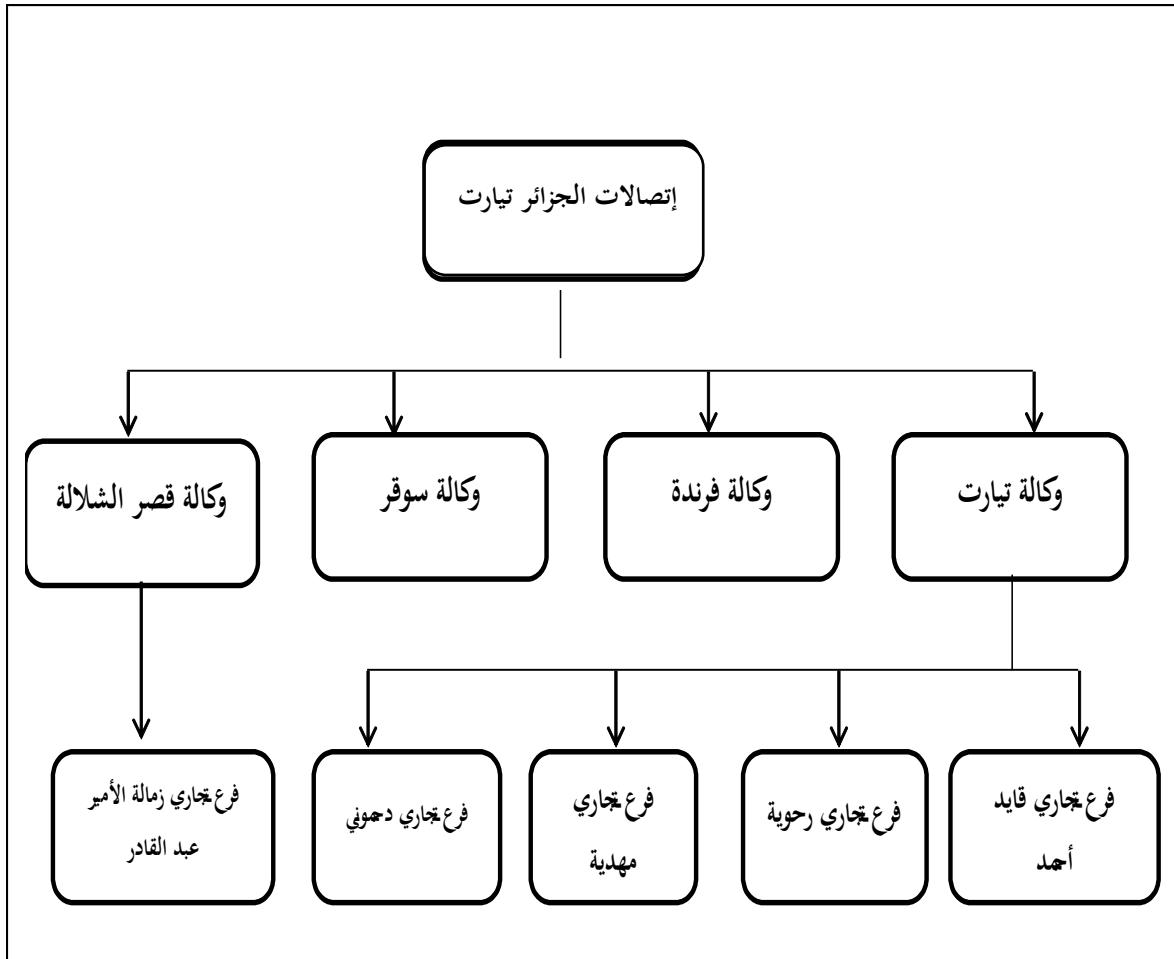 إتصالات الجزائر تيارت
وكالة تيارت
وكالة فرندة
وكالة سوقر
وكالة قصر الشلالة
فرع تجاري قايد
أحمد
فرع تجاري رحوية
فرع تجاري
مهدية
فرع تجاري دحموني
فرع تجاري زمالة الأمير
عبد القادر